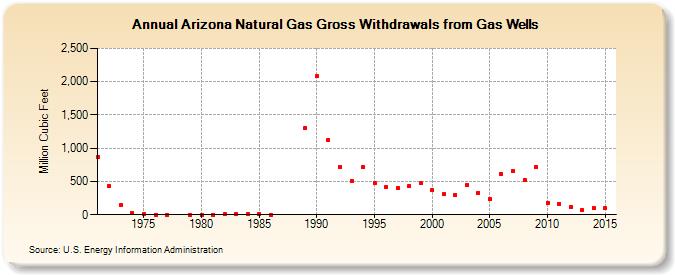 Annual Arizona Natural Gas Gross Withdrawals from Gas Wells
Million Cubic Feet
2,500
2,000
1,500
1,000
500
0
1975 1980 1985 1990 1995 2000 2005 2010 2015
Source: U.S. Energy Information Administration